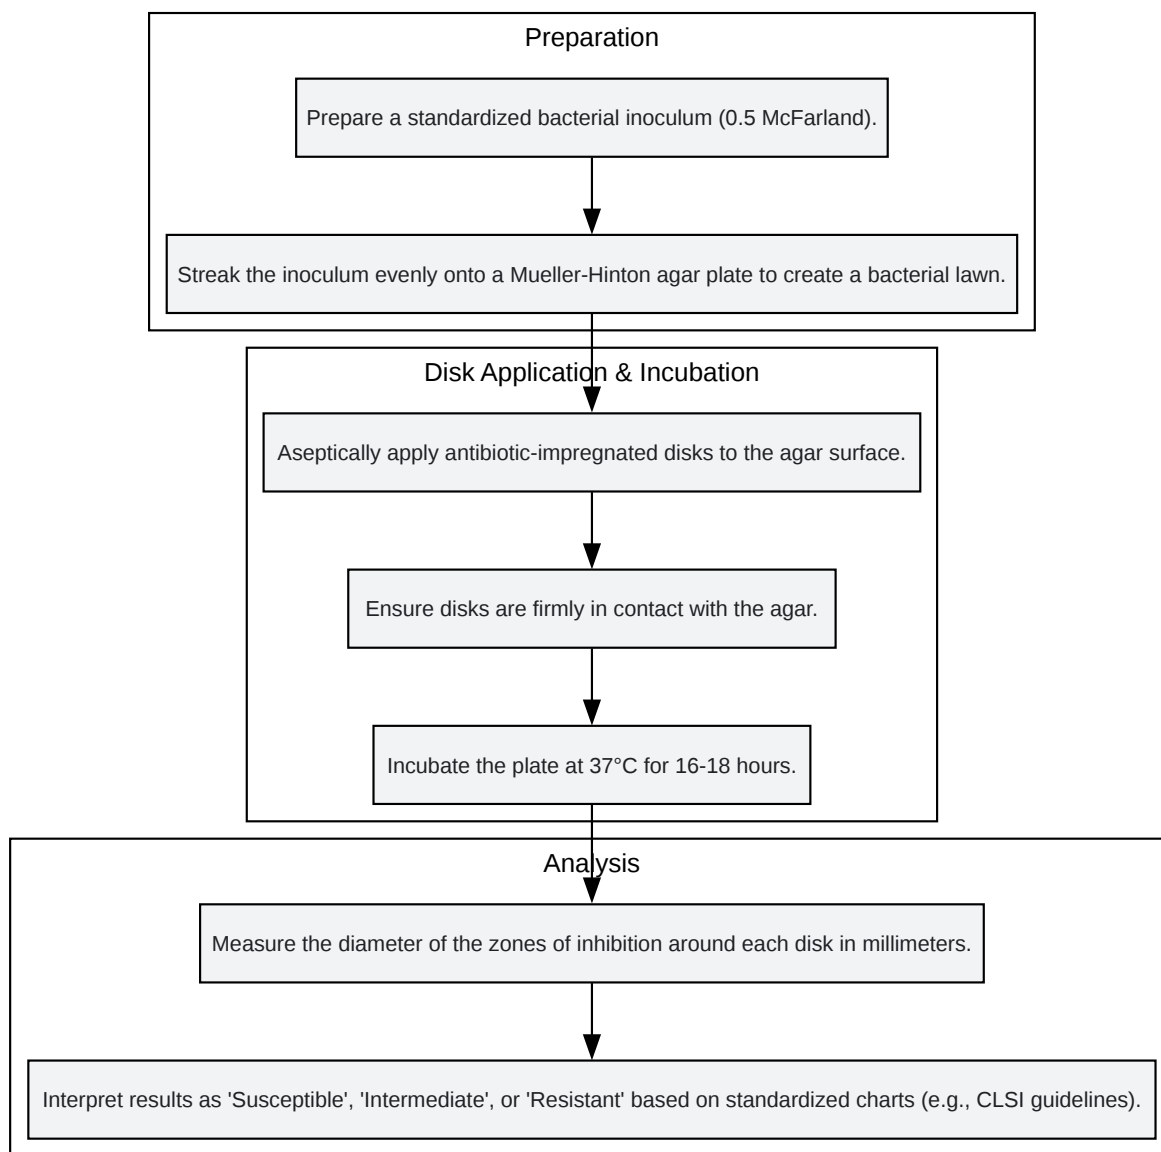 Preparation
Prepare a standardized bacterial inoculum (0.5 McFarland).
Streak the inoculum evenly onto a Mueller-Hinton agar plate to create a bacterial lawn.
Disk Application & Incubation
Aseptically apply antibiotic-impregnated disks to the agar surface.
Ensure disks are firmly in contact with the agar.
Incubate the plate at 37°C for 16-18 hours.
Analysis
Measure the diameter of the zones of inhibition around each disk in millimeters.
Interpret results as 'Susceptible', 'Intermediate', or 'Resistant' based on standardized charts (e.g., CLSI guidelines).